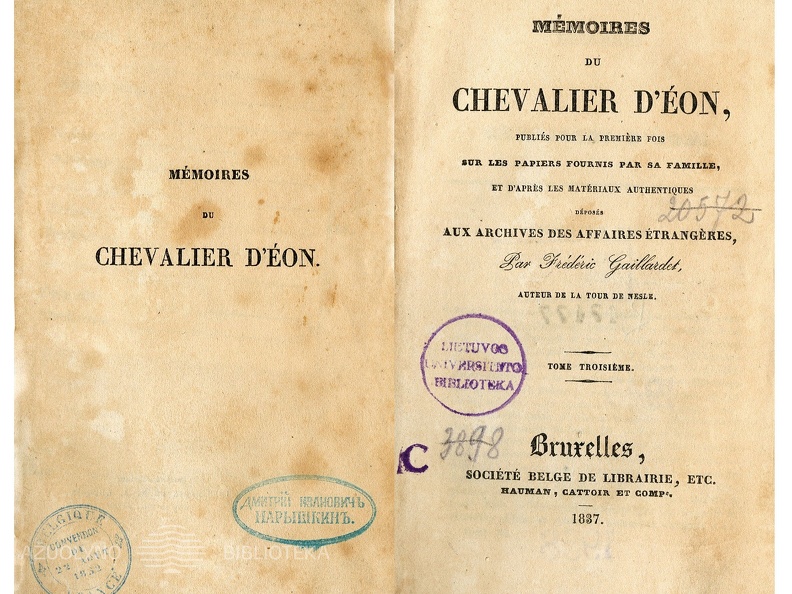 MÉMOIRES
DU
CHEVALIER D'ÉON.
ДМИТРІЙ ИВАНОВИЧЪ
НАРЫШКИНЪ.
BELGIQUE
FRANCE
BIBLIOTEKA
MÉMOIRES
DU
CHEVALIER D'ÉON,
PUBLIÉS POUR LA PREMIÈRE FOIS
SUR LES PAPIERS FOURNIS PAR SA FAMILLE,
ET D'APRÈS LES MATÉRIAUX AUTHENTIQUES
DÉPOSÉS
20572
AUX ARCHIVES DES AFFAIRES ÉTRANGÈRES,
Par Frédéric Gaillardet,
AUTEUR DE LA TOUR DE NESLE.
LIETUVOS
UNIVERSITETO
BIBLIOTEKA
TOME TROISIÈME.
C
3898
Bruxelles,
SOCIÉTÉ BELGE DE LIBRAIRIE, ETC.
HAUMAN, CATTOIR ET COMPᵉ.
1837.